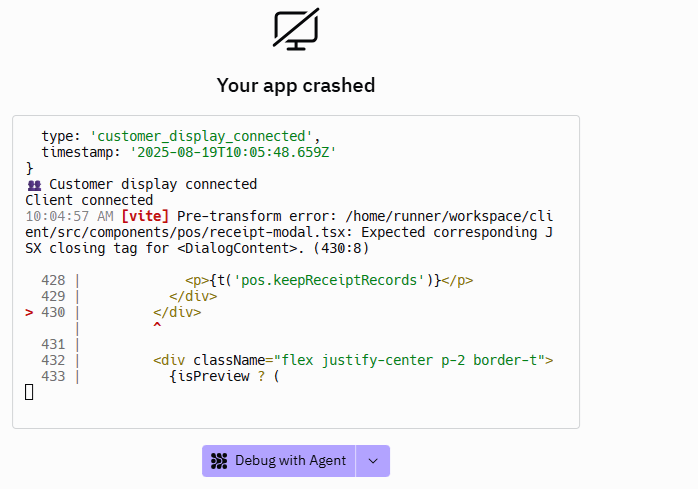 Your app crashed
type: 'customer_display_connected',
timestamp: '2025-08-19T10:05:48.659Z'
}
👥 Customer display connected
Client connected
10:04:57 AM [vite] Pre-transform error: /home/runner/workspace/cli
ent/src/components/pos/receipt-modal.tsx: Expected corresponding J
SX closing tag for <DialogContent>. (430:8)
428 | <p>{t('pos.keepReceiptRecords')}</p>
429 | </div>
> 430 | </div>
| ^
431 |
432 | <div className="flex justify-center p-2 border-t">
433 | {isPreview ? (
Debug with Agent